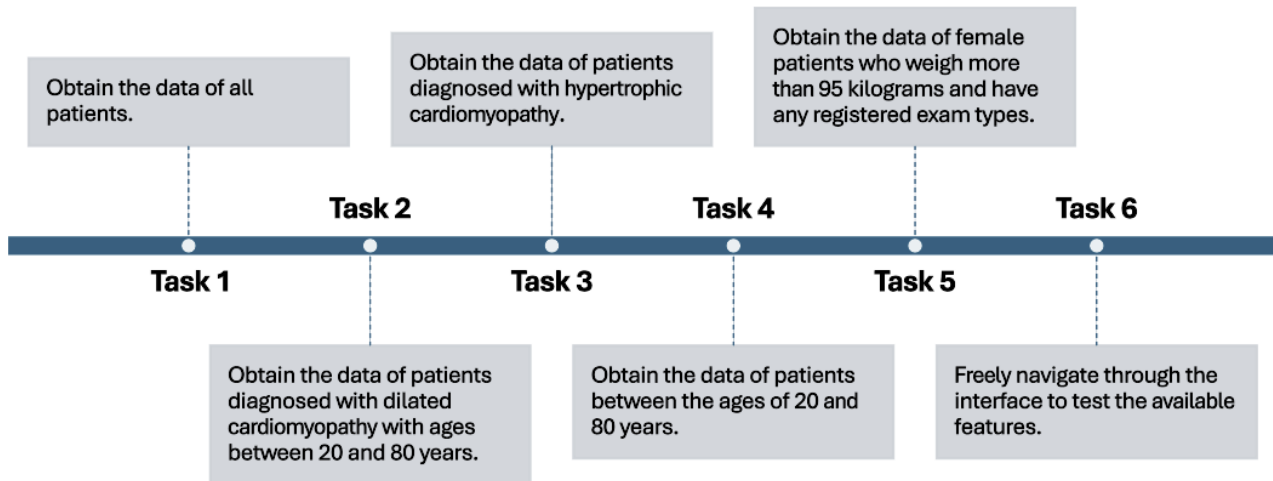 Obtain the data of all
patients.
Obtain the data of patients
diagnosed with hypertrophic
cardiomyopathy.
Obtain the data of female
patients who weigh more
than 95 kilograms and have
any registered exam types.
Task 2
Task 4
Task 6
Task 1
Task 3
Task 5
Obtain the data of patients
diagnosed with dilated
cardiomyopathy with ages
between 20 and 80 years.
Obtain the data of patients
between the ages of 20 and
80 years.
Freely navigate through the
interface to test the available
features.